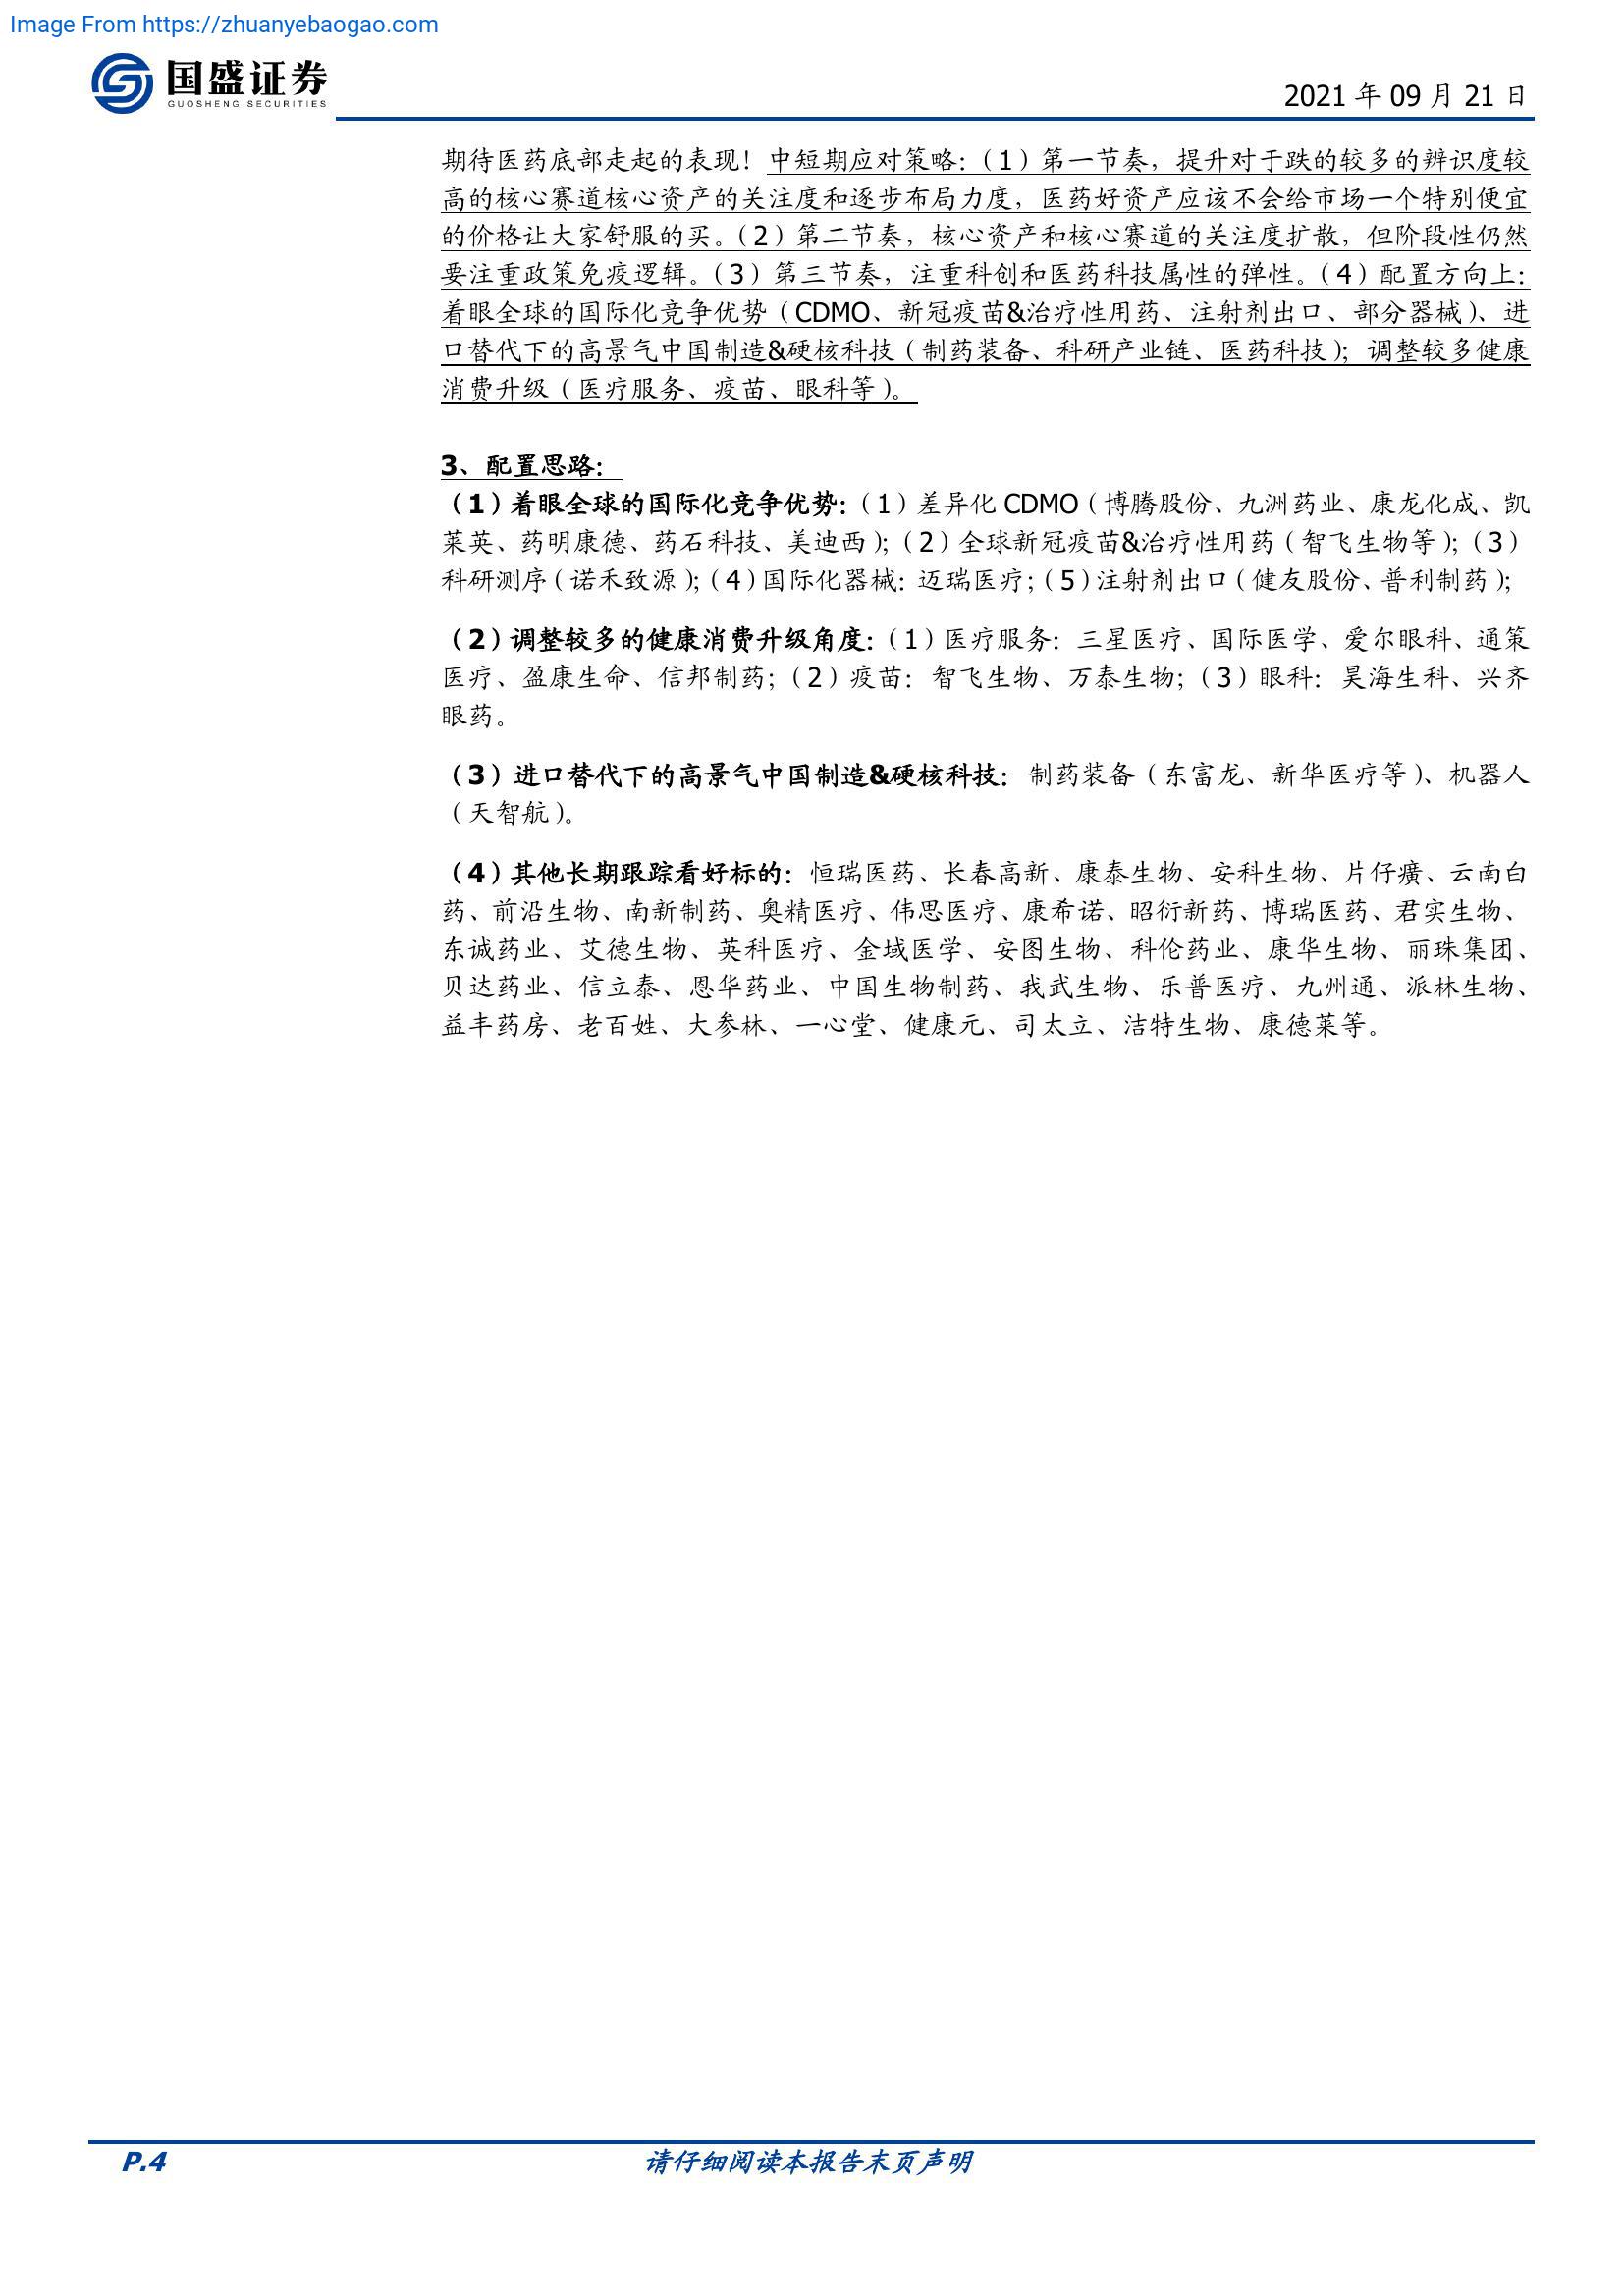 Image From https://zhuanyebaogao.com
国盛证券
GUOSHENG SECURITIES
2021 年 09 月 21 日
期待医药底部走起的表现！中短期应对策略：（1）第一节奏，提升对于跌的较多的辨识度较
高的核心赛道核心资产的关注度和逐步布局力度，医药好资产应该不会给市场一个特别便宜
的价格让大家舒服的买。（2）第二节奏，核心资产和核心赛道的关注度扩散，但阶段性仍然
要注重政策免疫逻辑。（3）第三节奏，注重科创和医药科技属性的弹性。（4）配置方向上：
着眼全球的国际化竞争优势（CDMO、新冠疫苗&治疗性用药、注射剂出口、部分器械）、进
口替代下的高景气中国制造&硬核科技（制药装备、科研产业链、医药科技）；调整较多健康
消费升级（医疗服务、疫苗、眼科等）。
3、配置思路：
（1）着眼全球的国际化竞争优势：（1）差异化 CDMO（博腾股份、九洲药业、康龙化成、凯
莱英、药明康德、药石科技、美迪西）；（2）全球新冠疫苗&治疗性用药（智飞生物等）；（3）
科研测序（诺禾致源）；（4）国际化器械：迈瑞医疗；（5）注射剂出口（健友股份、普利制药）；
（2）调整较多的健康消费升级角度：（1）医疗服务：三星医疗、国际医学、爱尔眼科、通策
医疗、盈康生命、信邦制药；（2）疫苗：智飞生物、万泰生物；（3）眼科：昊海生科、兴齐
眼药。
（3）进口替代下的高景气中国制造&硬核科技：制药装备（东富龙、新华医疗等）、机器人
（天智航）。
（4）其他长期跟踪看好标的：恒瑞医药、长春高新、康泰生物、安科生物、片仔癀、云南白
药、前沿生物、南新制药、奥精医疗、伟思医疗、康希诺、昭衍新药、博瑞医药、君实生物、
东诚药业、艾德生物、英科医疗、金域医学、安图生物、科伦药业、康华生物、丽珠集团、
贝达药业、信立泰、恩华药业、中国生物制药、我武生物、乐普医疗、九州通、派林生物、
益丰药房、老百姓、大参林、一心堂、健康元、司太立、洁特生物、康德莱等。
P.4
请仔细阅读本报告末页声明